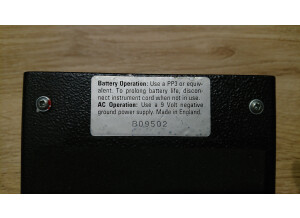 Battery Operation: Use a PP3 or equiv-
alent. To prolong battery life, discon-
nect instrument cord when not in use.
AC Operation: Use a 9 Volt negative
ground power supply. Made in England.
B09502